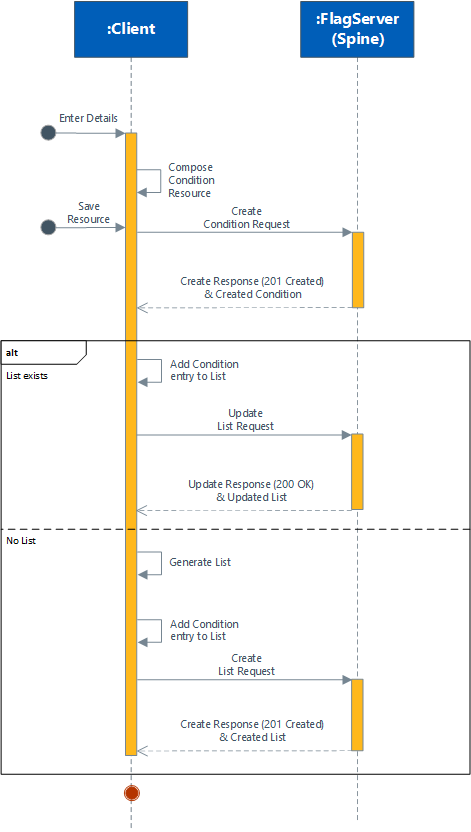 :Client
:FlagServer
(Spine)
Enter Details
Compose
Condition
Resource
Save
Resource
Create
Condition Request
Create Response (201 Created)
& Created Condition
alt
List exists
Add Condition
entry to List
Update
List Request
Update Response (200 OK)
& Updated List
No List
Generate List
Add Condition
entry to List
Create
List Request
Create Response (201 Created)
& Created List